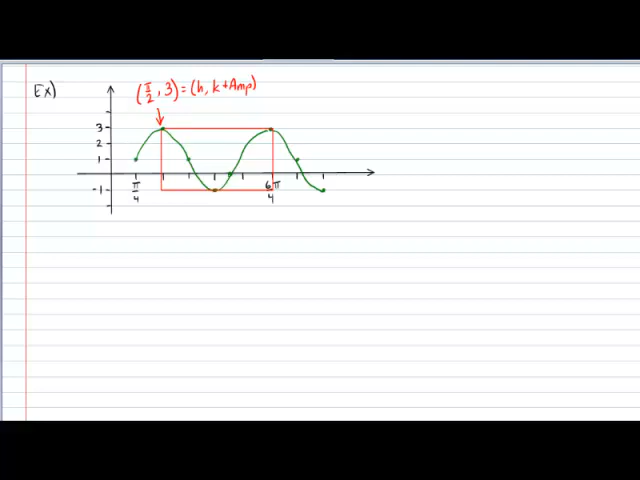 Ex)
(π/2, 3) = (h, k+Amp)
3
2
1
-1
π/4
6π/4